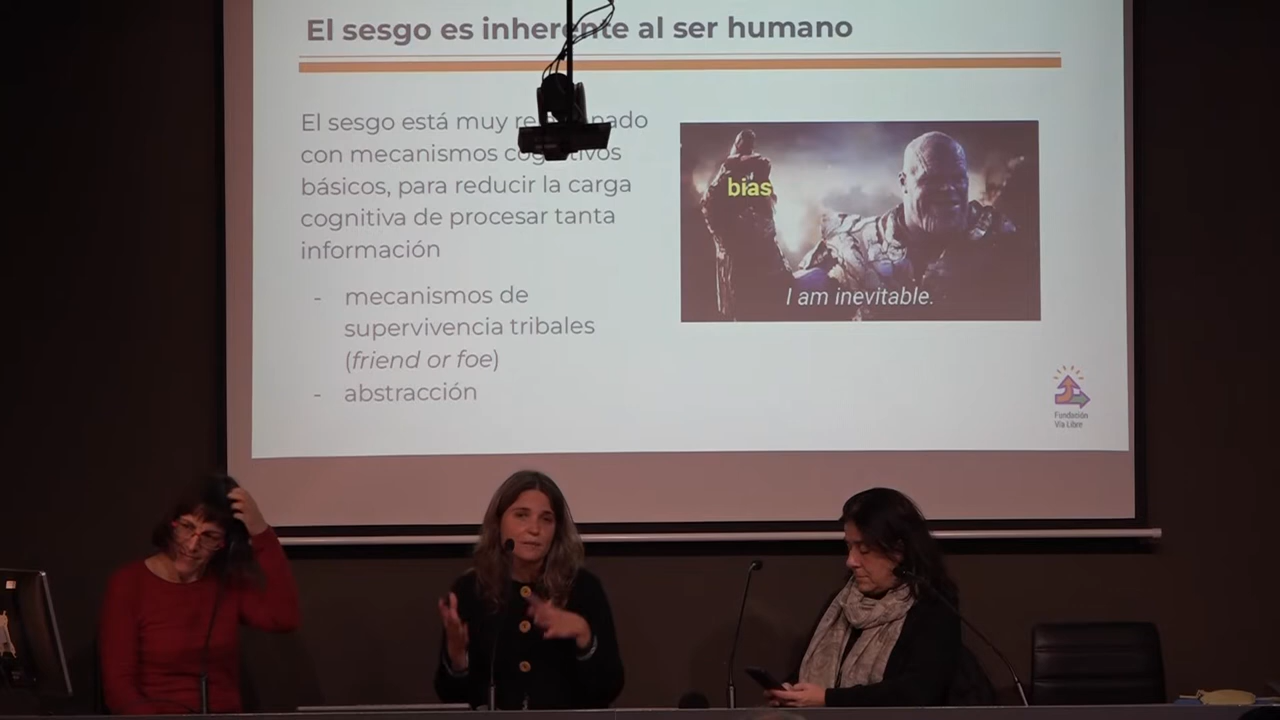 El sesgo es inherente al ser humano
El sesgo está muy
con mecanismos cognitivos
básicos, para reducir la carga
cognitiva de procesar tanta
información
- mecanismos de
supervivencia tribales
(friend or foe)
- abstracción
bias
I am inevitable.
Fundación
Vía Libre